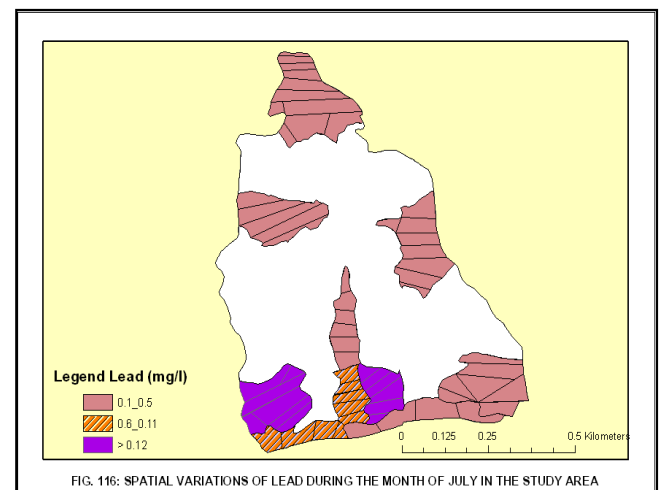 Legend Lead (mg/l)
0.1_0.5
0.6_0.11
> 0.12
0 0.125 0.25 0.5 Kilometers
FIG. 116: SPATIAL VARIATIONS OF LEAD DURING THE MONTH OF JULY IN THE STUDY AREA